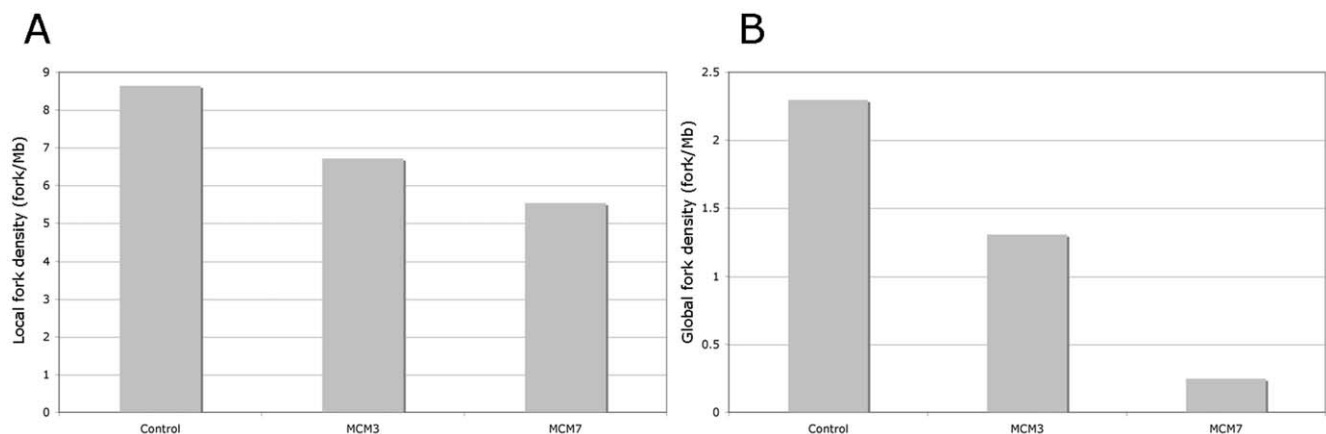 A
Local fork density (fork/Mb)
9
8
7
6
5
4
3
2
1
0
Control MCM3 MCM7
B
Global fork density (fork/Mb)
2.5
2
1.5
1
0.5
0
Control MCM3 MCM7